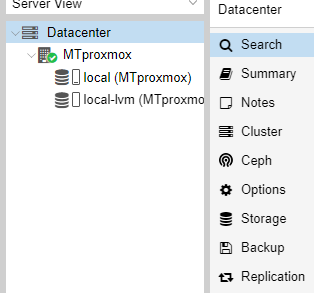 Server View
Datacenter
MTproxmox
local (MTproxmox)
local-lvm (MTproxmo
Datacenter
Search
Summary
Notes
Cluster
Ceph
Options
Storage
Backup
Replication